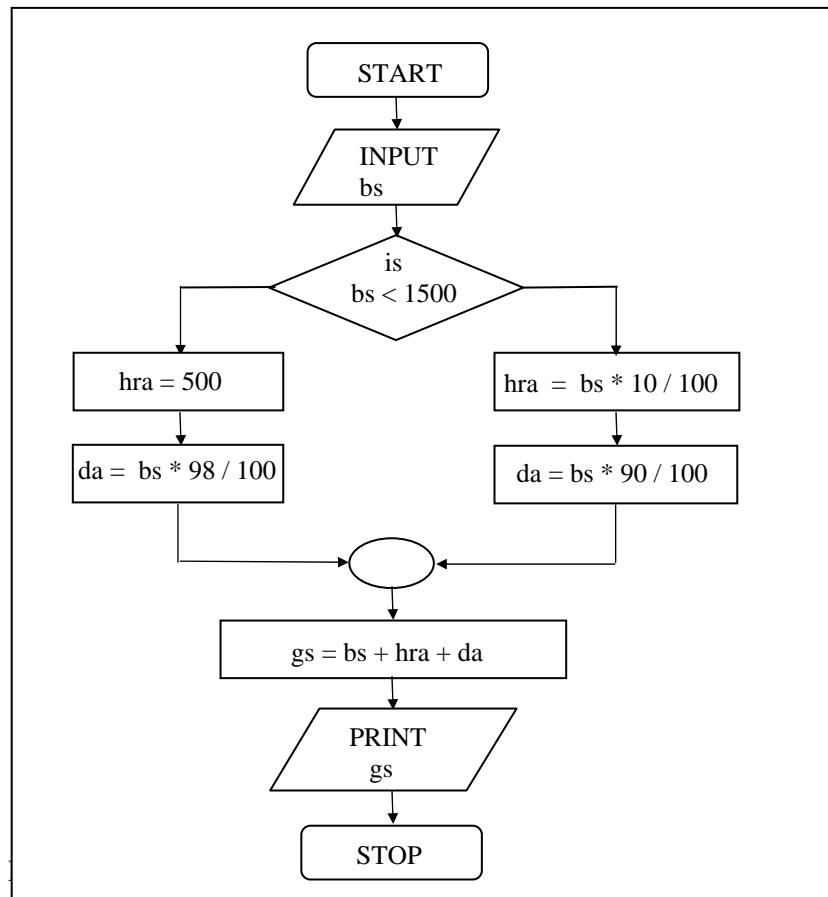 START
INPUT
bs
is
bs < 1500
hra = 500
da = bs * 98 / 100
hra = bs * 10 / 100
da = bs * 90 / 100
gs = bs + hra + da
PRINT
gs
STOP